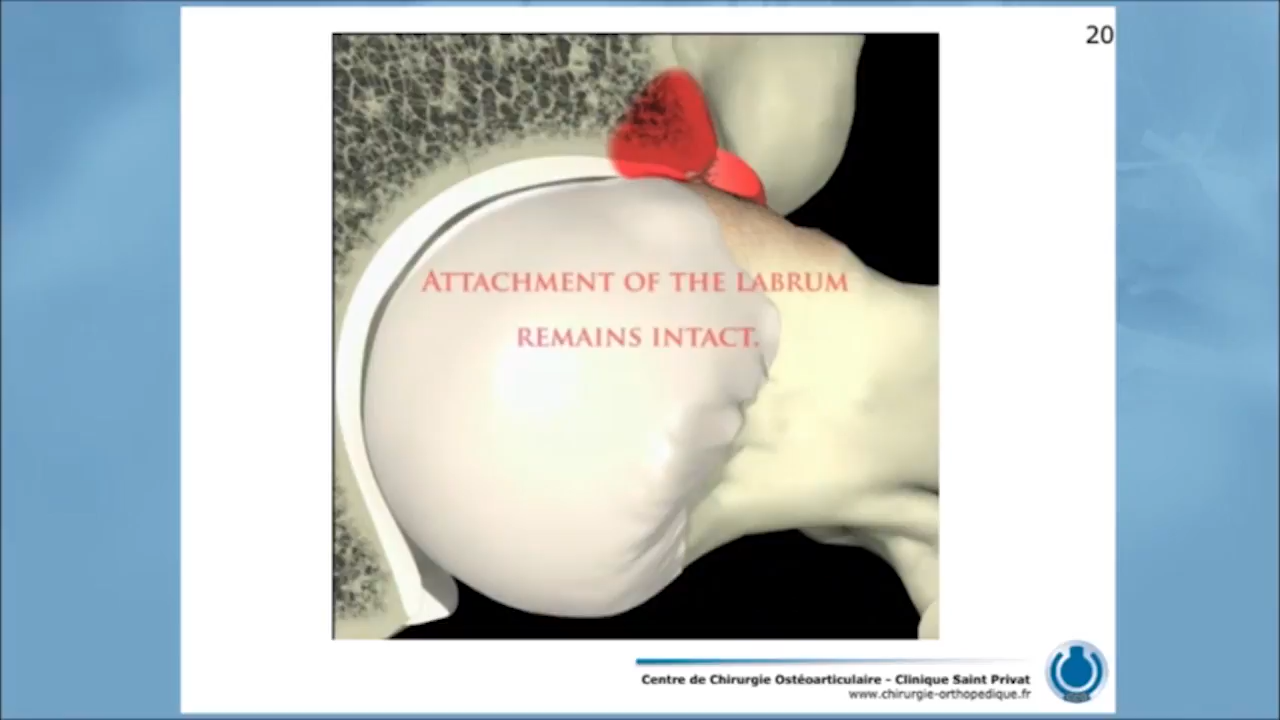 20
ATTACHMENT OF THE LABRUM
REMAINS INTACT.
Centre de Chirurgie Ostéoarticulaire - Clinique Saint Privat
www.chirurgie-orthopedique.fr